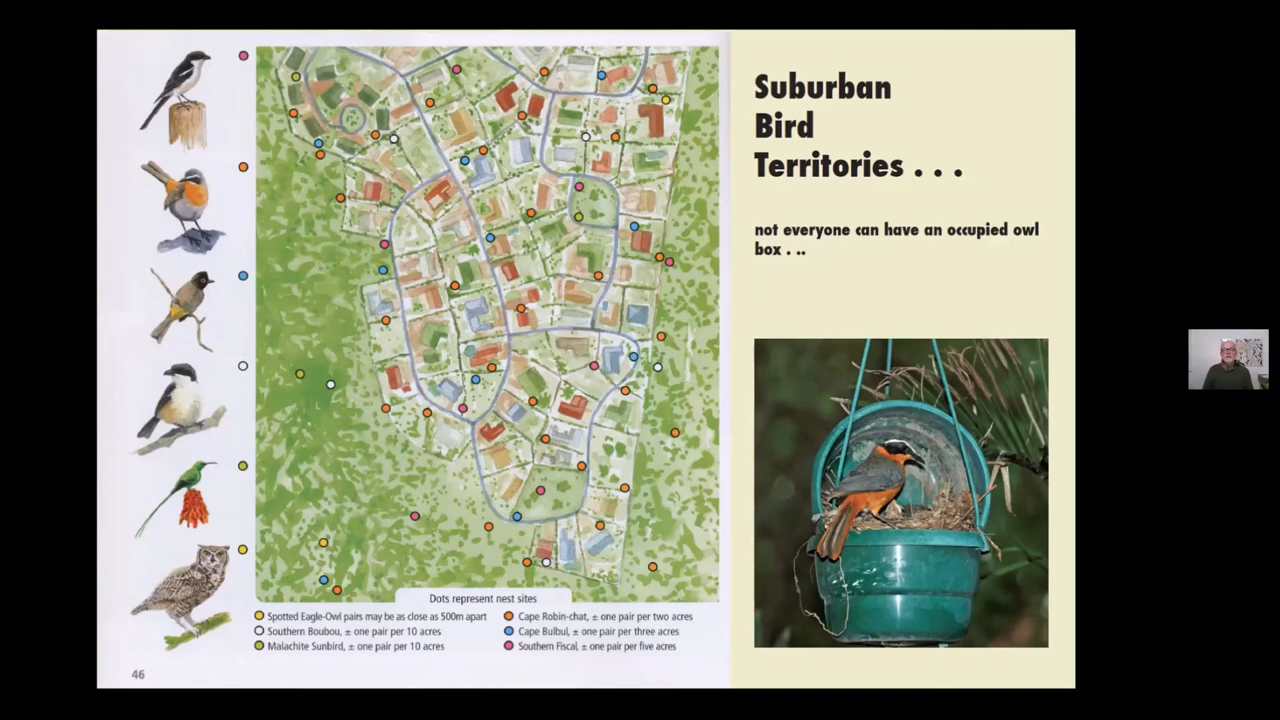 Suburban
Bird
Territories . . .
not everyone can have an occupied owl
box . ..
Dots represent nest sites
Spotted Eagle-Owl pairs may be as close as 500m apart
Southern Boubou, ± one pair per 10 acres
Malachite Sunbird, ± one pair per 10 acres
Cape Robin-chat, ± one pair per two acres
Cape Bulbul, ± one pair per three acres
Southern Fiscal, ± one pair per five acres
46